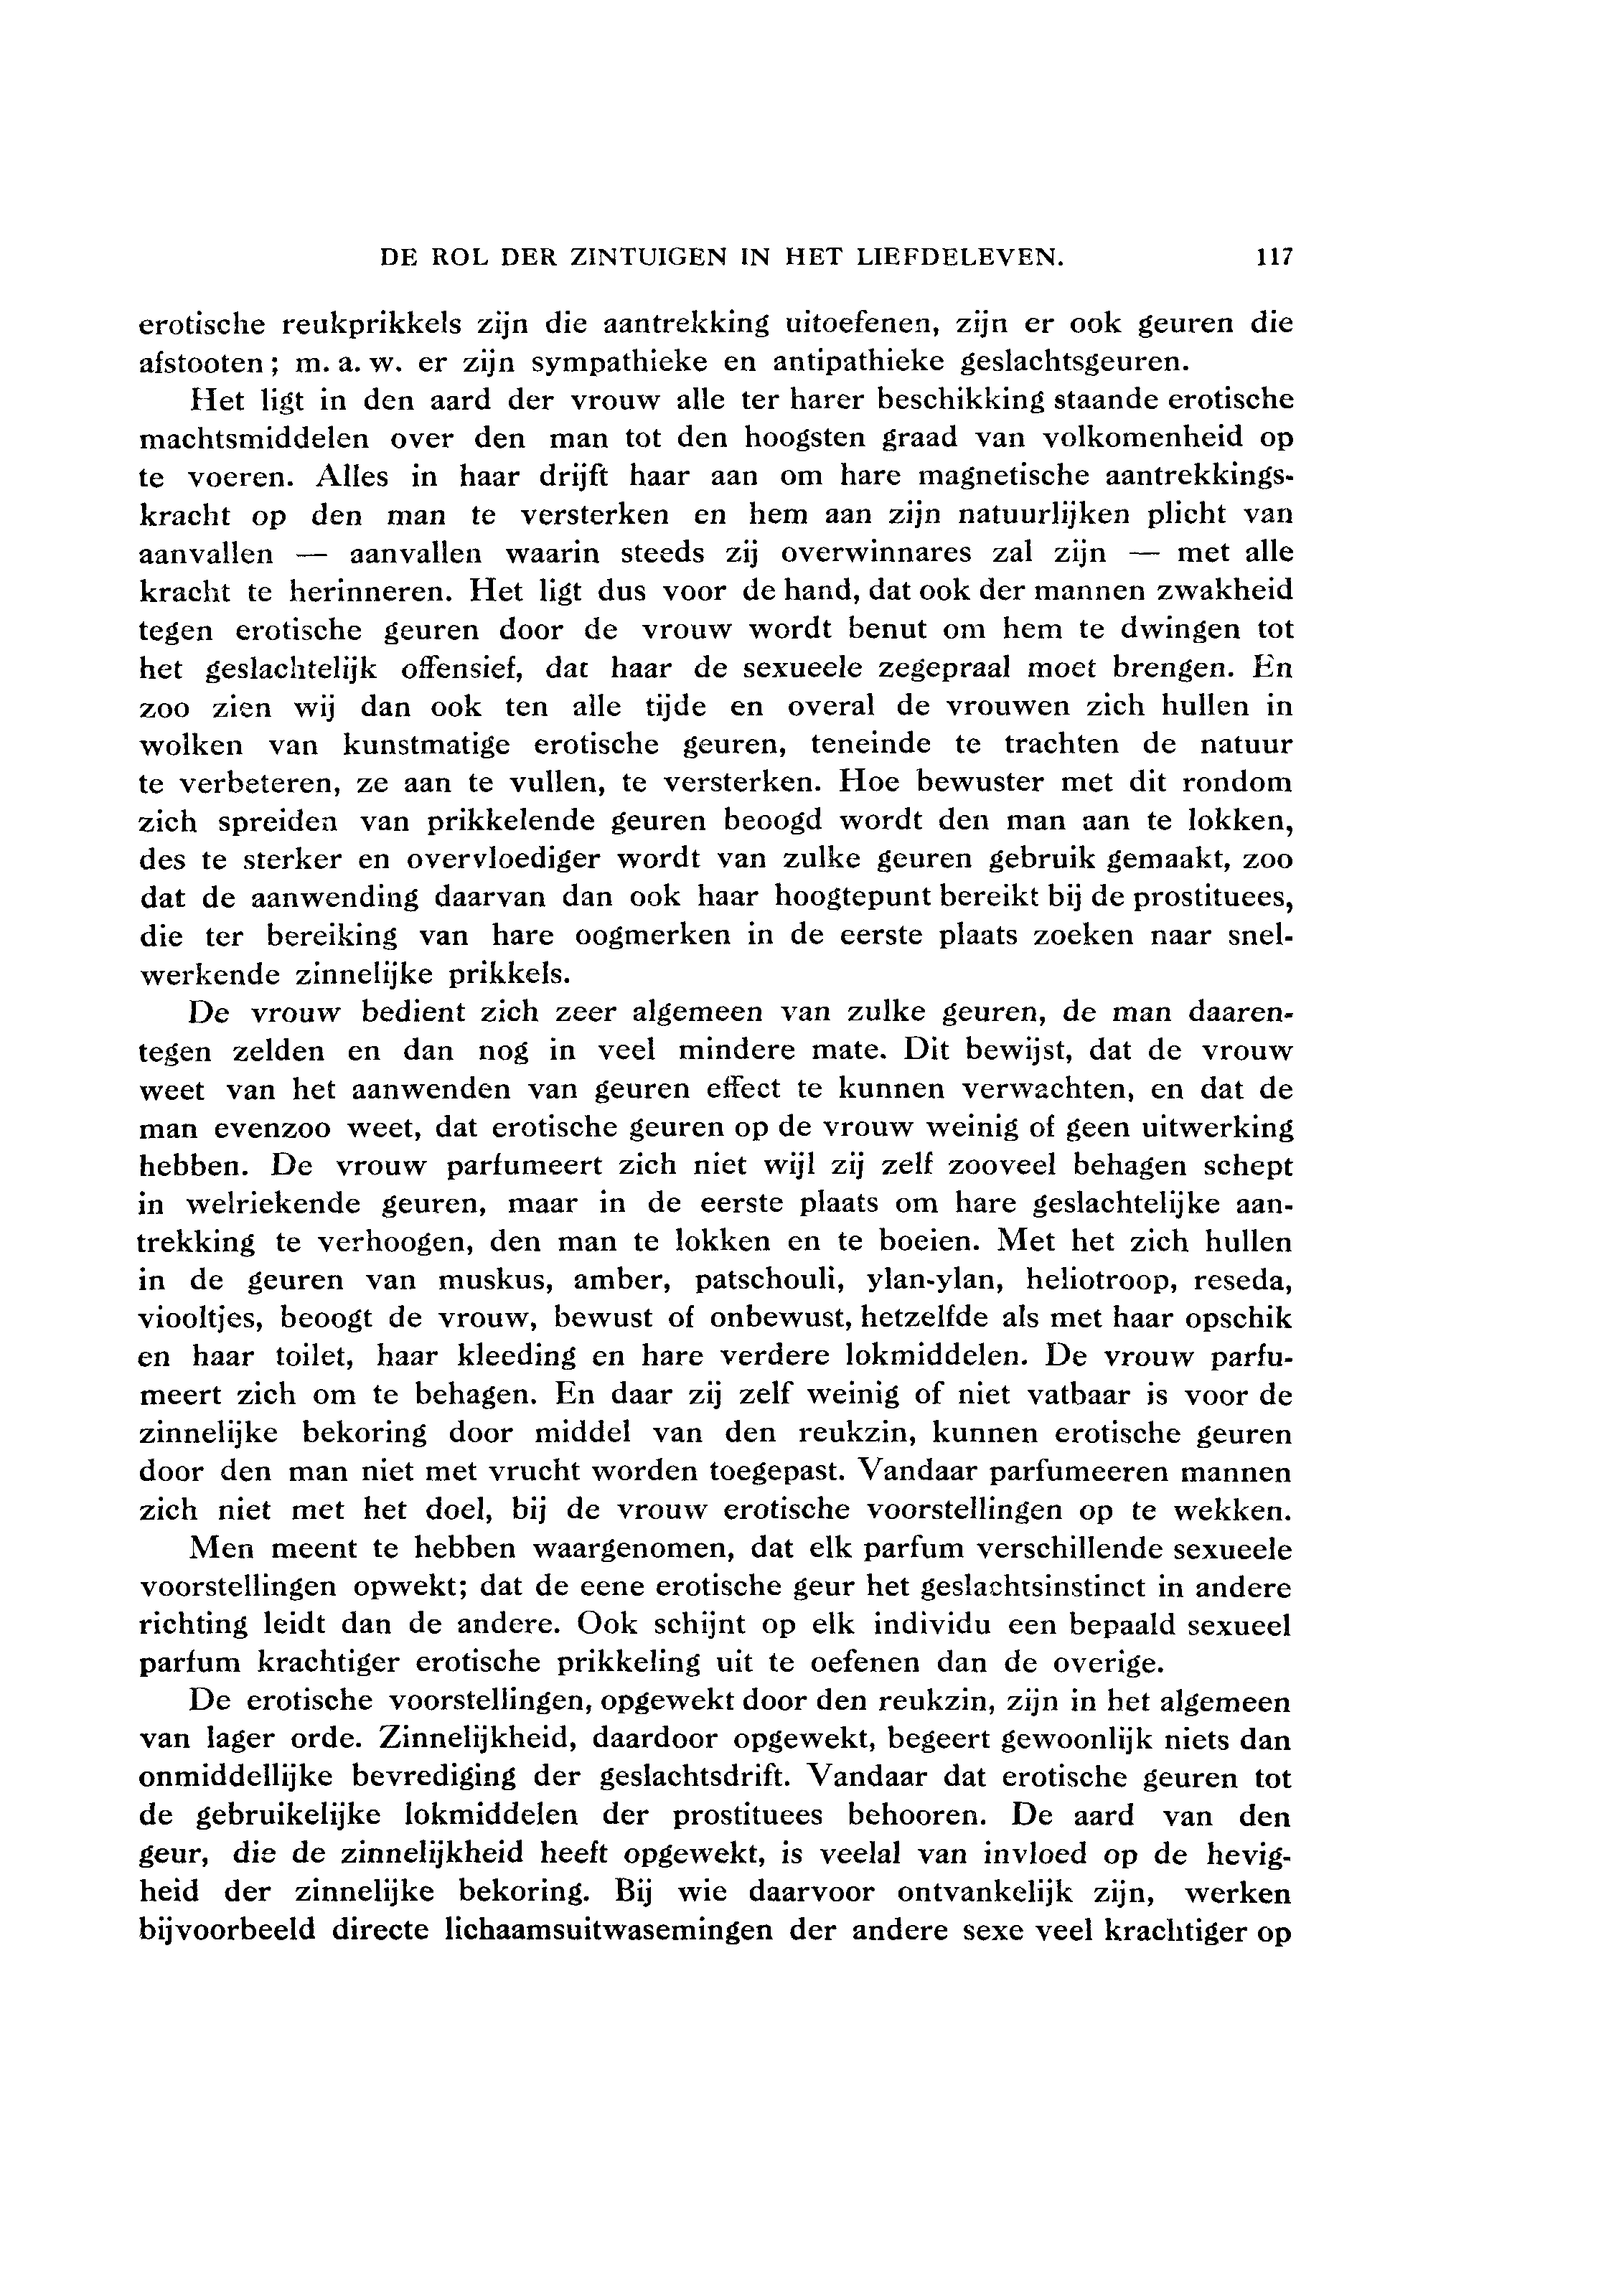 DE ROL DER ZINTUIGEN IN HET LIEFDELEVEN. 117
erotische reukprikkels zijn die aantrekking uitoefenen, zijn er ook geuren die
afstooten; m. a. w. er zijn sympathieke en antipathieke geslachtsgeuren.
Het ligt in den aard der vrouw alle ter harer beschikking staande erotische
machtsmiddelen over den man tot den hoogsten graad van volkomenheid op
te voeren. Alles in haar drijft haar aan om hare magnetische aantrekkings-
kracht op den man te versterken en hem aan zijn natuurlijken plicht van
aanvallen — aanvallen waarin steeds zij overwinnares zal zijn — met alle
kracht te herinneren. Het ligt dus voor de hand, dat ook der mannen zwakheid
tegen erotische geuren door de vrouw wordt benut om hem te dwingen tot
het geslachtelijk offensief, dat haar de sexueele zegepraal moet brengen. En
zoo zien wij dan ook ten alle tijde en overal de vrouwen zich hullen in
wolken van kunstmatige erotische geuren, teneinde te trachten de natuur
te verbeteren, ze aan te vullen, te versterken. Hoe bewuster met dit rondom
zich spreiden van prikkelende geuren beoogd wordt den man aan te lokken,
des te sterker en overvloediger wordt van zulke geuren gebruik gemaakt, zoo
dat de aanwending daarvan dan ook haar hoogtepunt bereikt bij de prostituees,
die ter bereiking van hare oogmerken in de eerste plaats zoeken naar snel-
werkende zinnelijke prikkels.
De vrouw bedient zich zeer algemeen van zulke geuren, de man daaren-
tegen zelden en dan nog in veel mindere mate. Dit bewijst, dat de vrouw
weet van het aanwenden van geuren effect te kunnen verwachten, en dat de
man evenzoo weet, dat erotische geuren op de vrouw weinig of geen uitwerking
hebben. De vrouw parfumeert zich niet wijl zij zelf zooveel behagen schept
in welriekende geuren, maar in de eerste plaats om hare geslachtelijke aan-
trekking te verhoogen, den man te lokken en te boeien. Met het zich hullen
in de geuren van muskus, amber, patschouli, ylan-ylan, heliotroop, reseda,
viooltjes, beoogt de vrouw, bewust of onbewust, hetzelfde als met haar opschik
en haar toilet, haar kleeding en hare verdere lokmiddelen. De vrouw parfu-
meert zich om te behagen. En daar zij zelf weinig of niet vatbaar is voor de
zinnelijke bekoring door middel van den reukzin, kunnen erotische geuren
door den man niet met vrucht worden toegepast. Vandaar parfumeeren mannen
zich niet met het doel, bij de vrouw erotische voorstellingen op te wekken.
Men meent te hebben waargenomen, dat elk parfum verschillende sexueele
voorstellingen opwekt; dat de eene erotische geur het geslachtsinstinct in andere
richting leidt dan de andere. Ook schijnt op elk individu een bepaald sexueel
parfum krachtiger erotische prikkeling uit te oefenen dan de overige.
De erotische voorstellingen, opgewekt door den reukzin, zijn in het algemeen
van lager orde. Zinnelijkheid, daardoor opgewekt, begeert gewoonlijk niets dan
onmiddellijke bevrediging der geslachtsdrift. Vandaar dat erotische geuren tot
de gebruikelijke lokmiddelen der prostituees behooren. De aard van den
geur, die de zinnelijkheid heeft opgewekt, is veelal van invloed op de hevig-
heid der zinnelijke bekoring. Bij wie daarvoor ontvankelijk zijn, werken
bijvoorbeeld directe lichaamsuitwasemingen der andere sexe veel krachtiger op